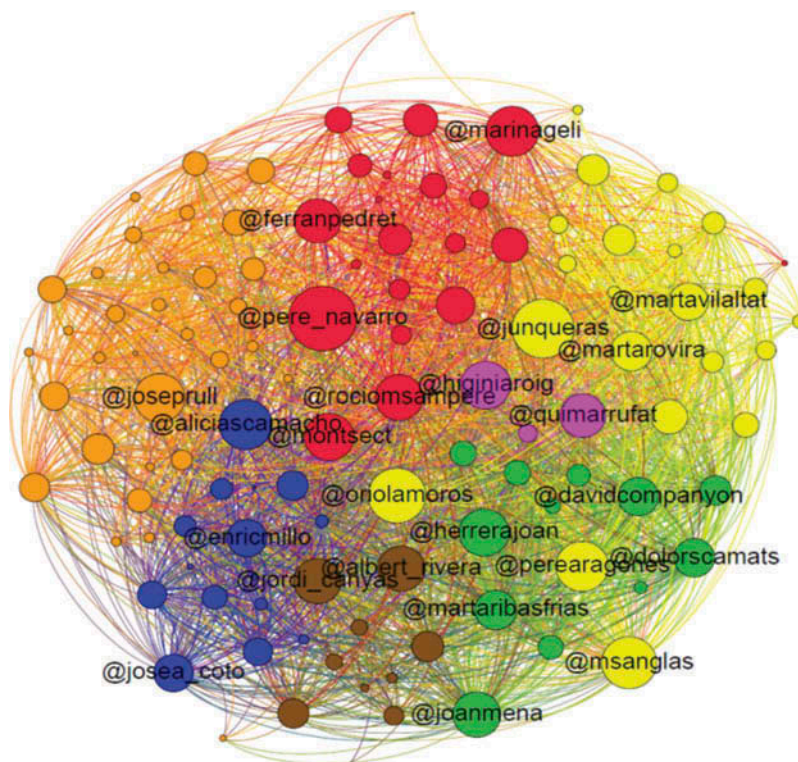 @marinageli
@ferranpedret
@martavilaltat
@pere_navarro
@junqueras
@martarovira
@higiniaroig
@joseprull
@rociomsampere
@aliciascamacho
@quimarrufat
@montsect
@oriolamoros
@davidcompanyon
@enricmillo
@herrerajoan
@albert_rivera
@perearagones
@dolorscamats
@jordi_canyas
@martaribasfrias
@josea_coto
@msanglas
@joanmena